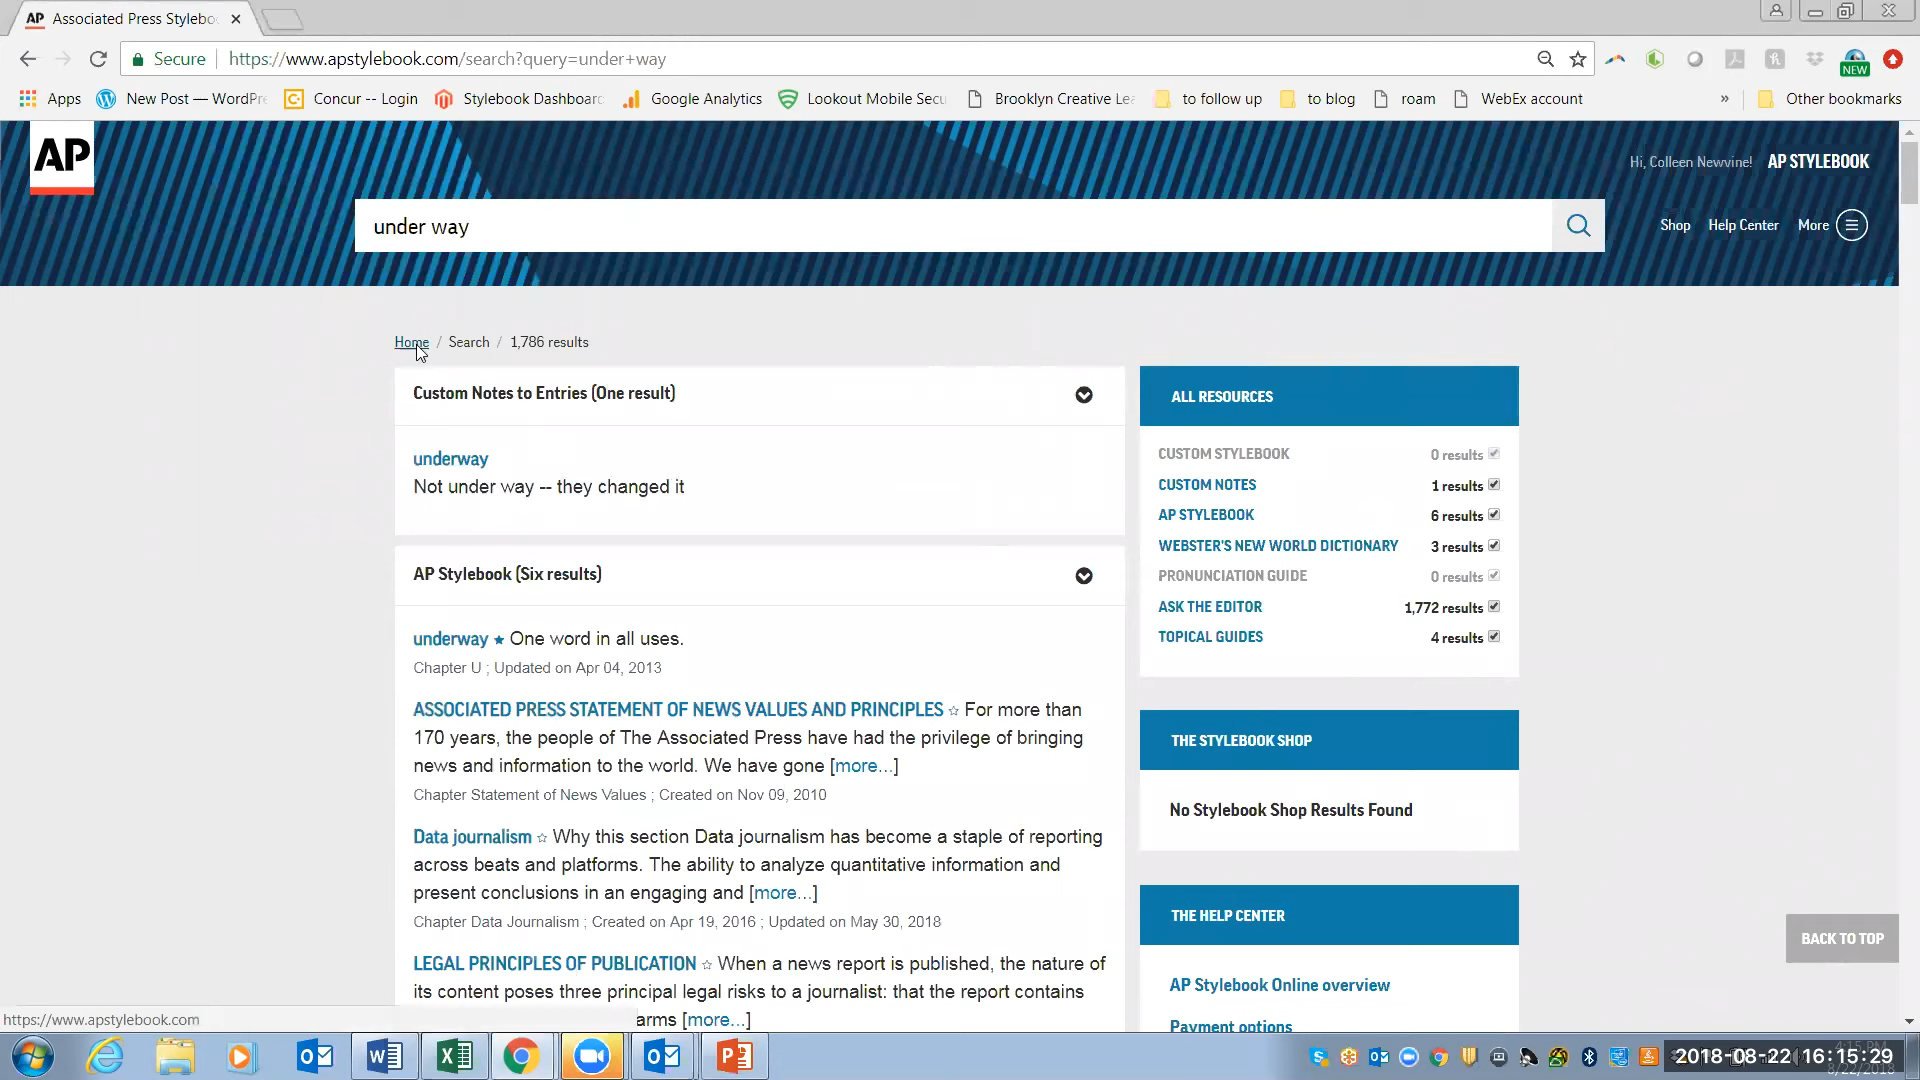 AP Associated Press Stylebo
Secure https://www.apstylebook.com/search?query=under+way
NEW
Apps New Post — WordPr Concur -- Login Stylebook Dashboard Google Analytics Lookout Mobile Secu Brooklyn Creative Le to follow up to blog roam WebEx account » Other bookmarks
AP
Hi, Colleen Newvine! AP STYLEBOOK
under way
Shop Help Center More
Home / Search / 1,786 results
Custom Notes to Entries (One result)
underway
Not under way -- they changed it
AP Stylebook (Six results)
underway One word in all uses.
Chapter U ; Updated on Apr 04, 2013
ASSOCIATED PRESS STATEMENT OF NEWS VALUES AND PRINCIPLES For more than
170 years, the people of The Associated Press have had the privilege of bringing
news and information to the world. We have gone [more...]
Chapter Statement of News Values ; Created on Nov 09, 2010
Data journalism Why this section Data journalism has become a staple of reporting
across beats and platforms. The ability to analyze quantitative information and
present conclusions in an engaging and [more...]
Chapter Data Journalism ; Created on Apr 19, 2016 ; Updated on May 30, 2018
LEGAL PRINCIPLES OF PUBLICATION When a news report is published, the nature of
its content poses three principal legal risks to a journalist: that the report contains
arms [more...]
ALL RESOURCES
CUSTOM STYLEBOOK 0 results
CUSTOM NOTES 1 results
AP STYLEBOOK 6 results
WEBSTER'S NEW WORLD DICTIONARY 3 results
PRONUNCIATION GUIDE 0 results
ASK THE EDITOR 1,772 results
TOPICAL GUIDES 4 results
THE STYLEBOOK SHOP
No Stylebook Shop Results Found
THE HELP CENTER
AP Stylebook Online overview
Payment options
BACK TO TOP
https://www.apstylebook.com
2018-08-22 16:15:29